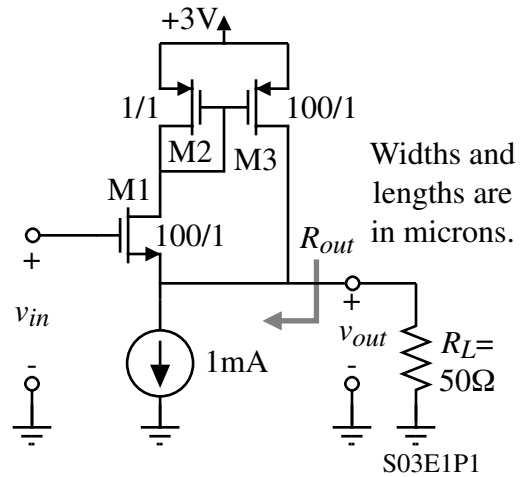 +3V
1/1
100/1
M2
M3
Widths and
lengths are
in microns.
M1
100/1
R_out
+
+
v_in
1mA
v_out
R_L=
50Ω
-
-
S03E1P1